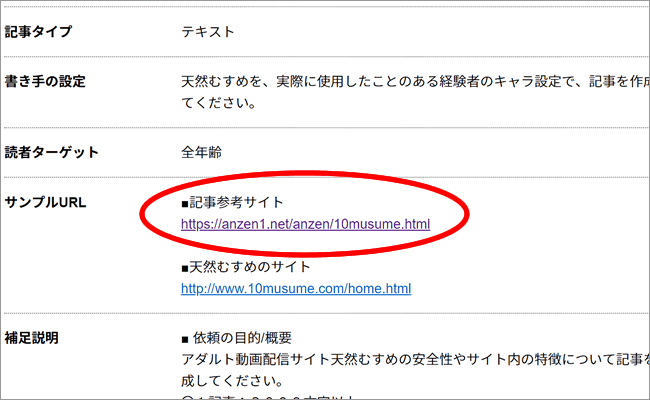 記事タイプ
テキスト
書き手の設定
天然むすめを、実際に使用したことのある経験者のキャラ設定で、記事を作成
てください。
読者ターゲット
全年齢
サンプルURL
■記事参考サイト
https://anzen1.net/anzen/10musume.html
■天然むすめのサイト
http://www.10musume.com/home.html
補足説明
■ 依頼の目的/概要
アダルト動画配信サイト天然むすめの安全性やサイト内の特徴について記事を
成してください。